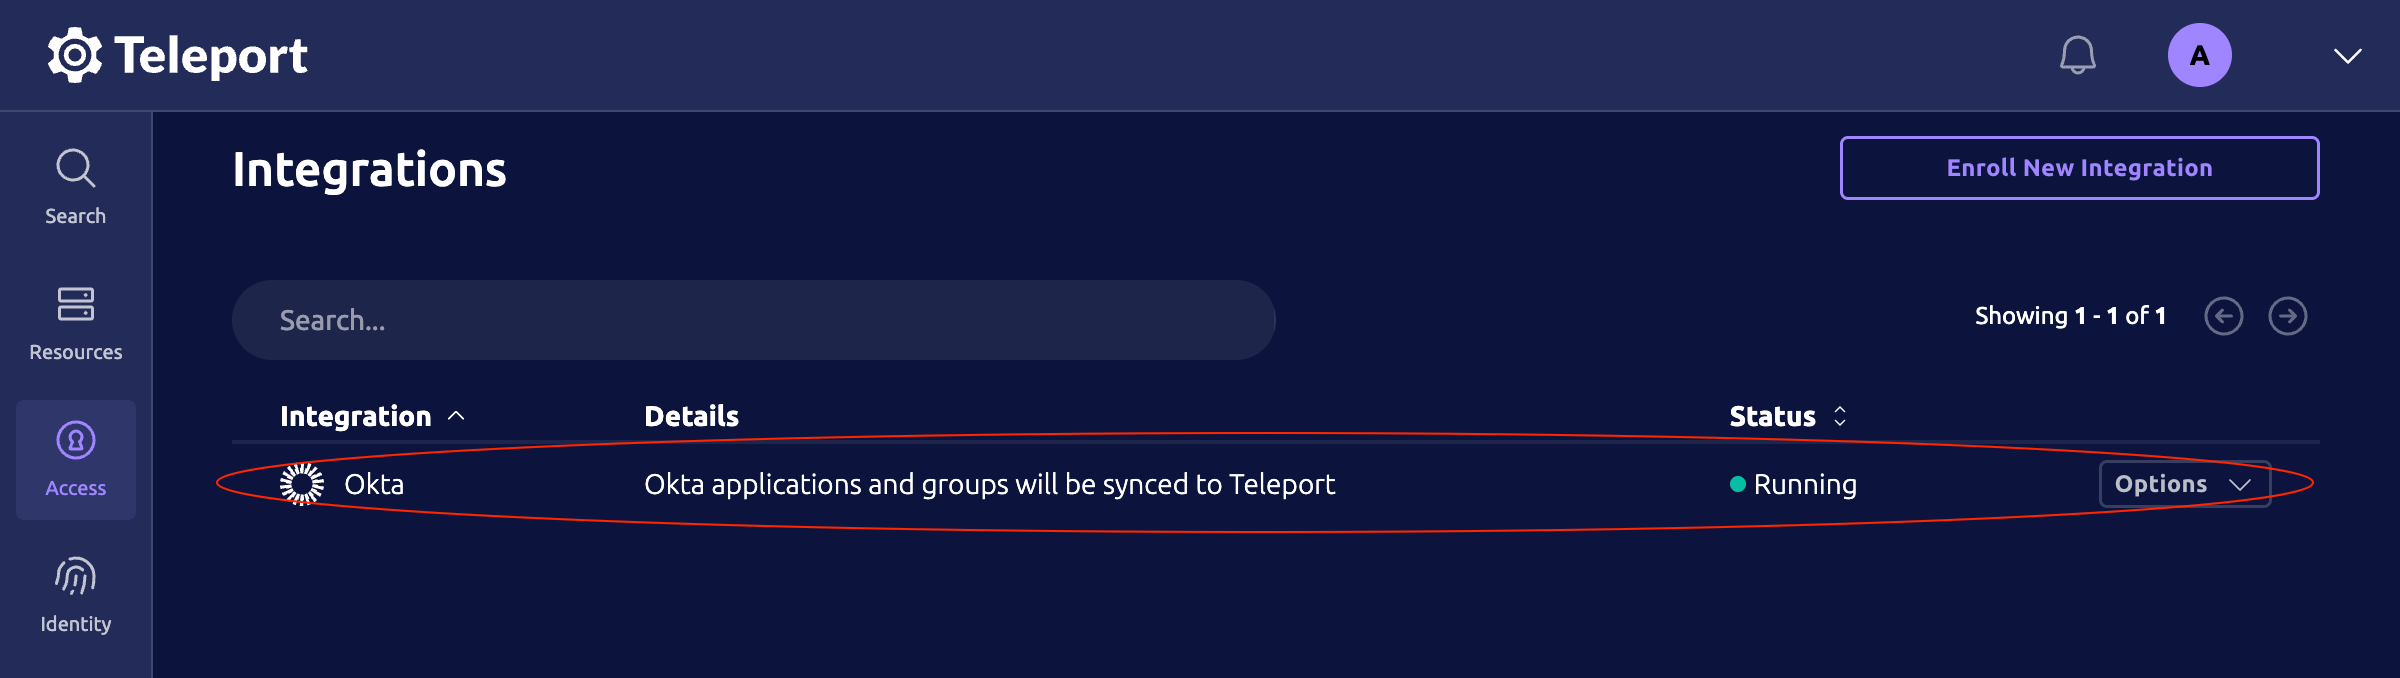 Teleport
A
Search
Resources
Access
Identity
Integrations
Enroll New Integration
Search...
Showing 1 - 1 of 1
Integration Details Status
Okta Okta applications and groups will be synced to Teleport Running Options